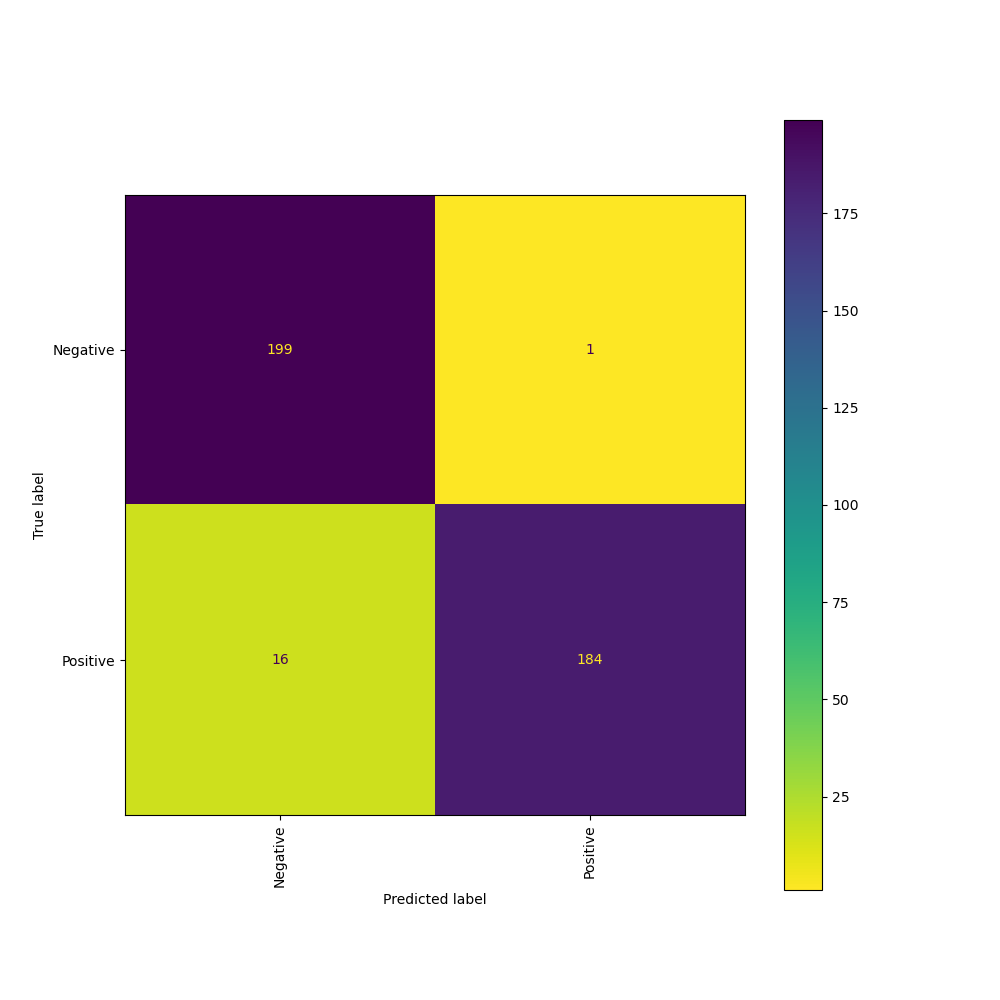 175
150
125
100
75
50
25
Negative
199
1
True label
Positive
16
184
Negative
Positive
Predicted label